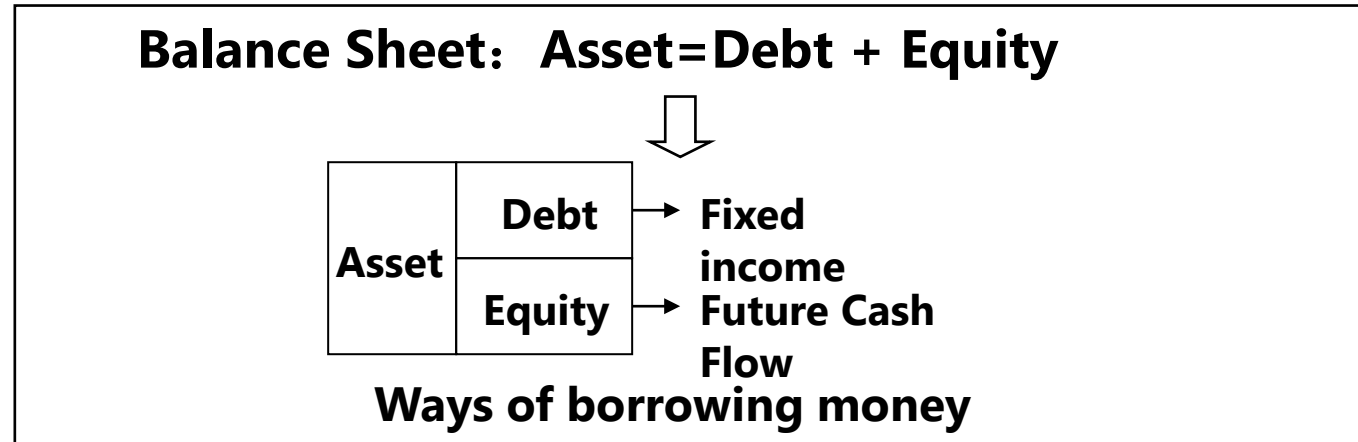 Balance Sheet：Asset=Debt + Equity
Debt
Fixed
income
Asset
Equity
Future Cash
Flow
Ways of borrowing money